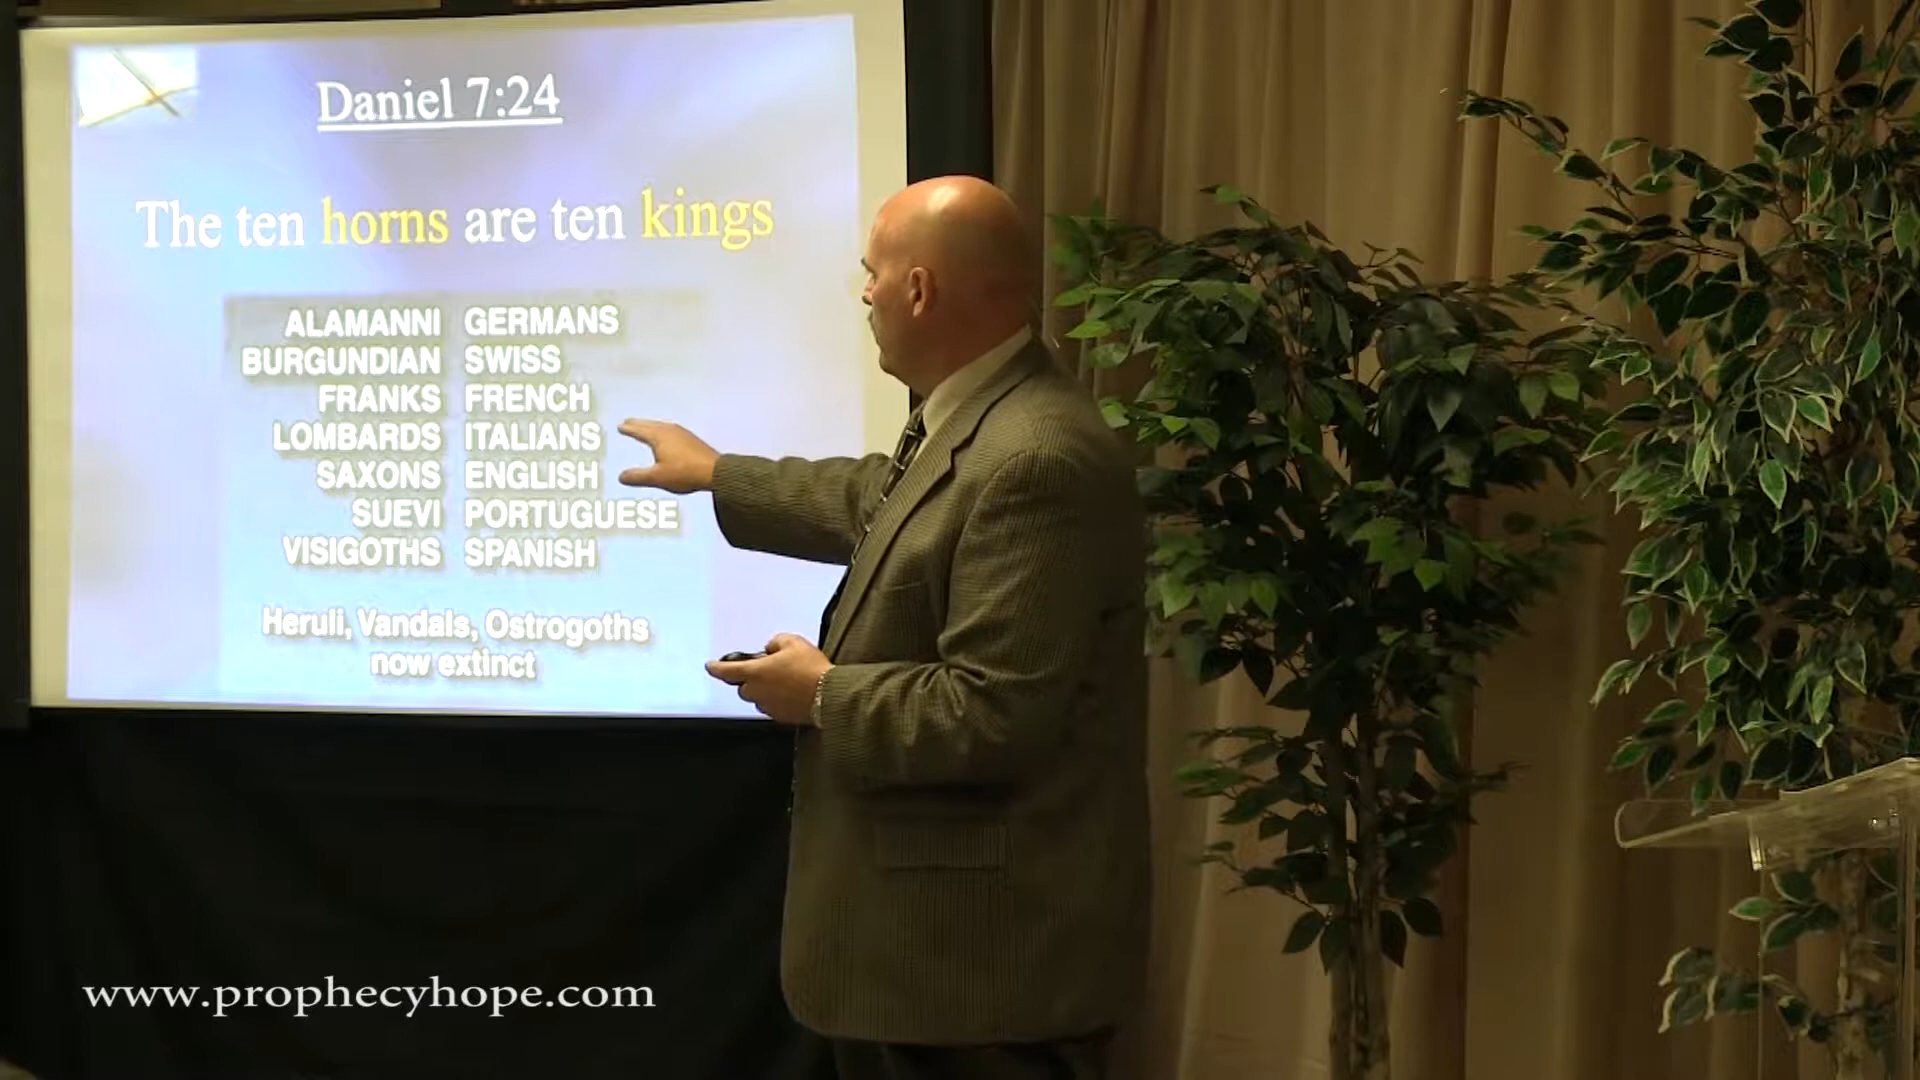 Daniel 7:24
The ten horns are ten kings
ALAMANNI GERMANS
BURGUNDIAN SWISS
FRANKS FRENCH
LOMBARDS ITALIANS
SAXONS ENGLISH
SUEVI PORTUGUESE
VISIGOTHS SPANISH
Heruli, Vandals, Ostrogoths
now extinct
www.prophecyhope.com